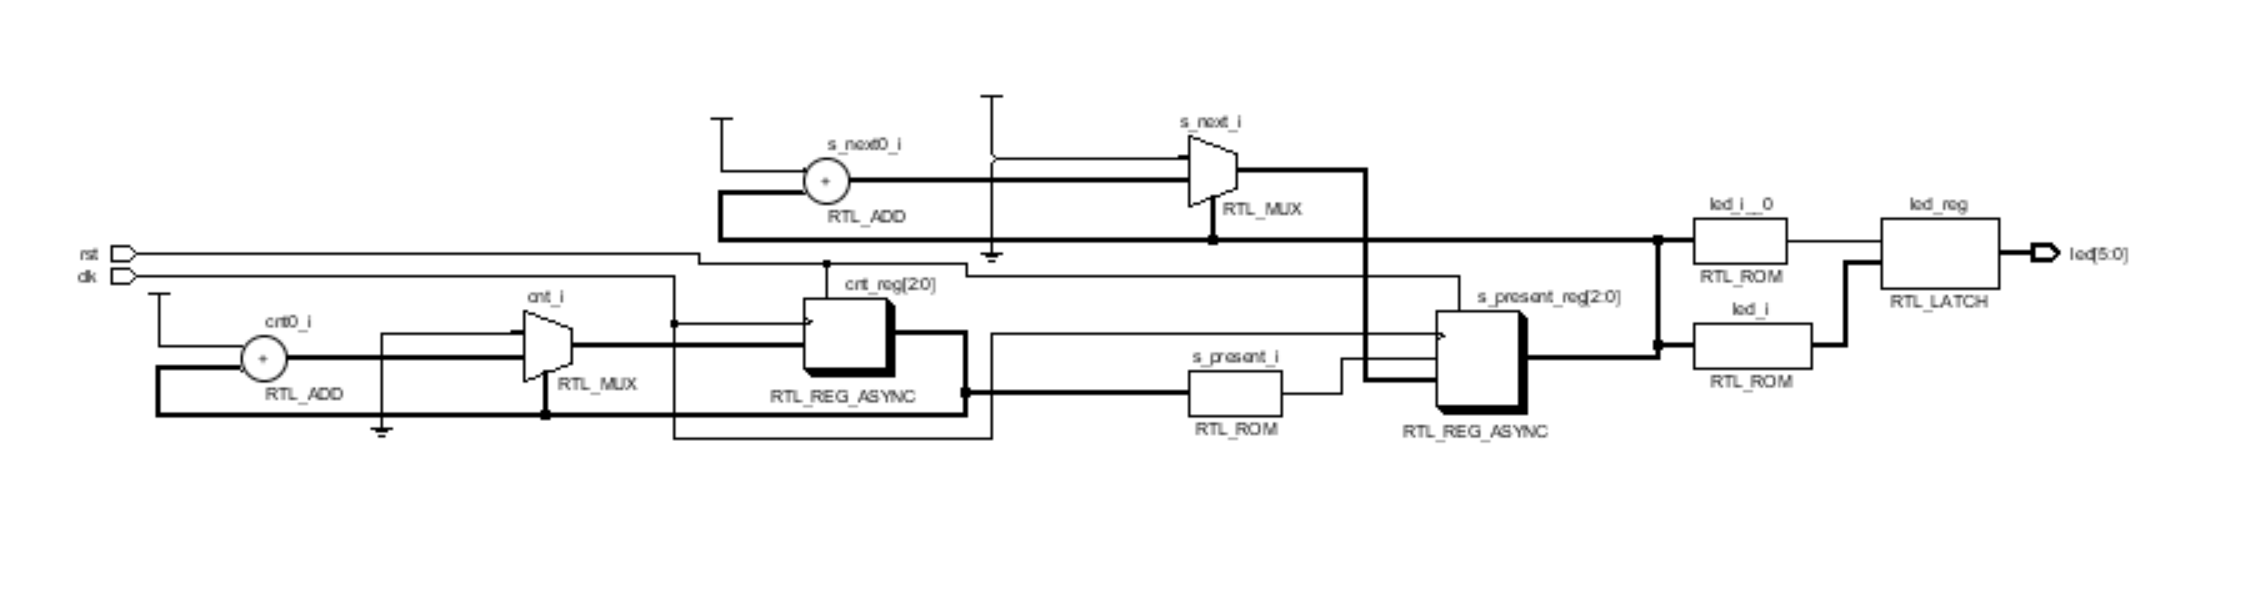 s_next_i
s_next0_i
RTL_ADD
RTL_MUX
led_i__0
RTL_ROM
led_reg
RTL_LATCH
led[5:0]
rst
clk
cnt_i
cnt0_i
RTL_ADD
RTL_MUX
cnt_reg[2:0]
RTL_REG_ASYNC
s_present_i
RTL_ROM
s_present_reg[2:0]
RTL_REG_ASYNC
led_i
RTL_ROM